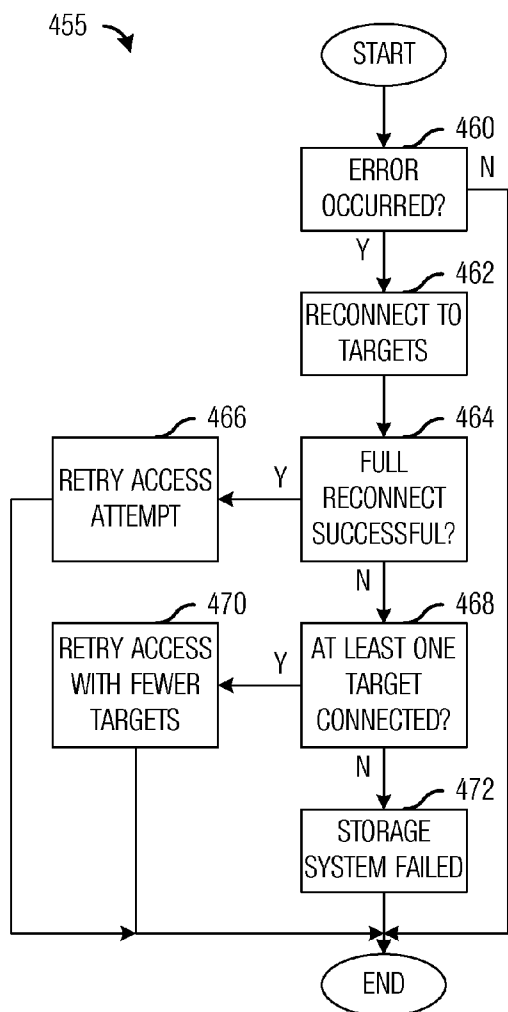 455
START
460
ERROR
OCCURRED?
N
Y
462
RECONNECT TO
TARGETS
464
466
FULL
RECONNECT
SUCCESSFUL?
Y
RETRY ACCESS
ATTEMPT
N
468
470
AT LEAST ONE
TARGET
CONNECTED?
Y
RETRY ACCESS
WITH FEWER
TARGETS
N
472
STORAGE
SYSTEM FAILED
END